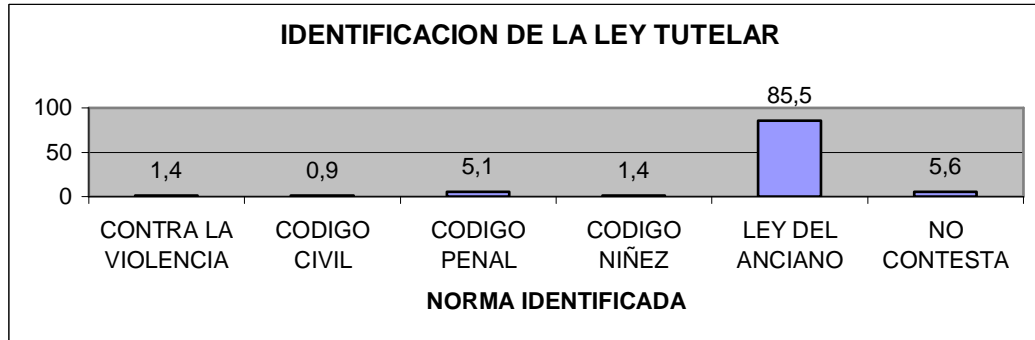 IDENTIFICACION DE LA LEY TUTELAR
100
50
0
1,4
0,9
5,1
1,4
85,5
5,6
CONTRA LA
VIOLENCIA
CODIGO
CIVIL
CODIGO
PENAL
CODIGO
NIÑEZ
LEY DEL
ANCIANO
NO
CONTESTA
NORMA IDENTIFICADA